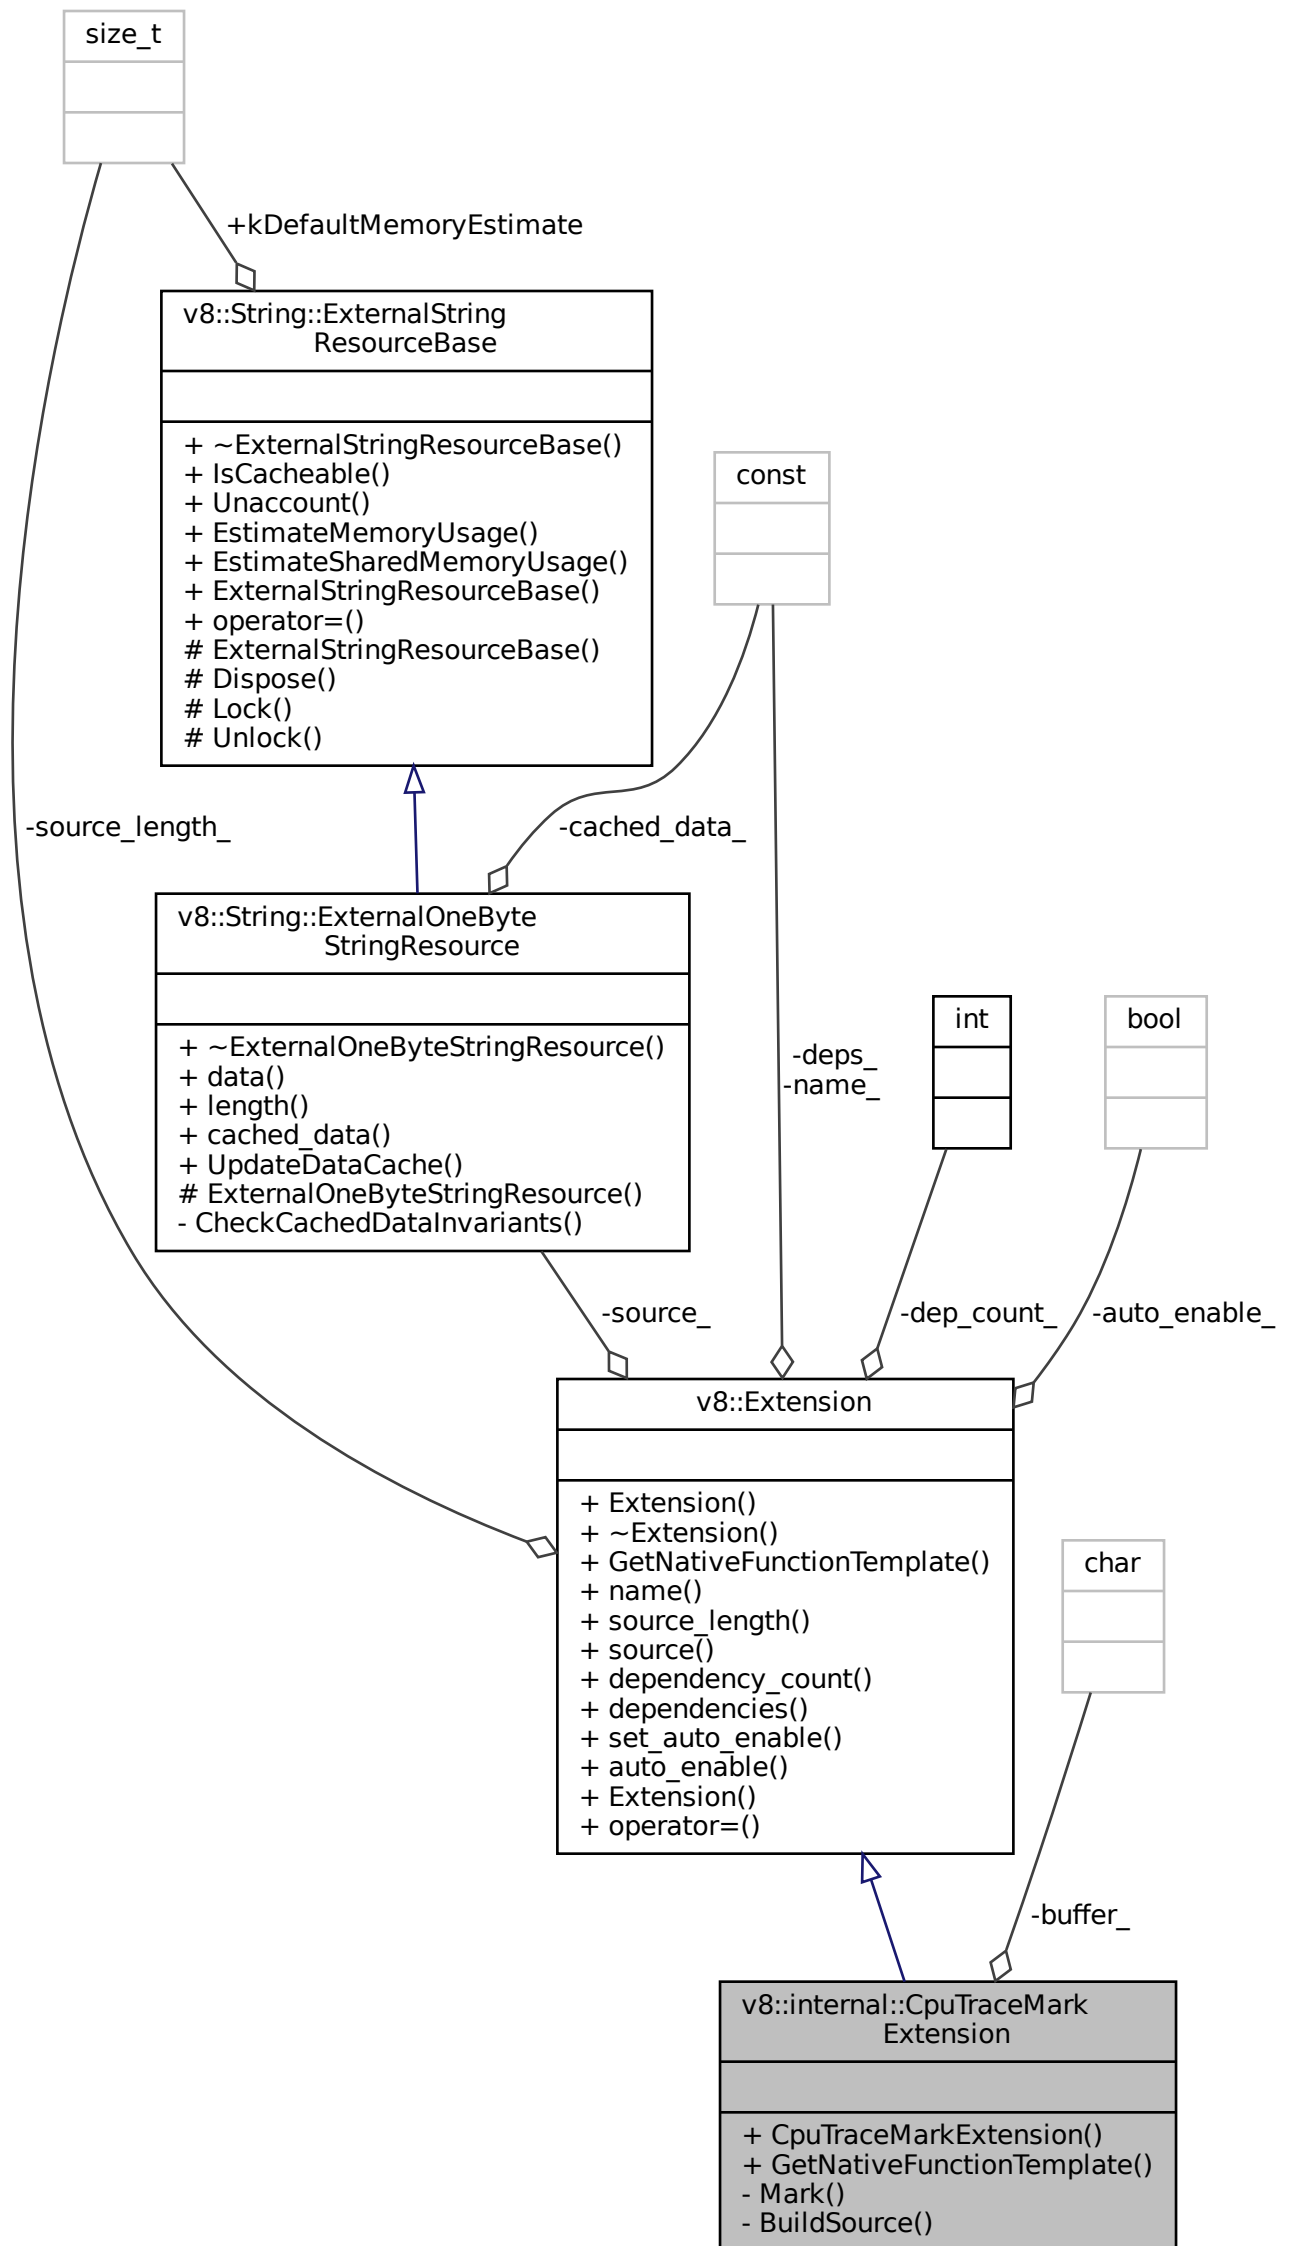 size_t
+kDefaultMemoryEstimate
v8::String::ExternalString
ResourceBase
+ ~ExternalStringResourceBase()
+ IsCacheable()
+ Unaccount()
+ EstimateMemoryUsage()
+ EstimateSharedMemoryUsage()
+ ExternalStringResourceBase()
+ operator=()
# ExternalStringResourceBase()
# Dispose()
# Lock()
# Unlock()
const
-source_length_
-cached_data_
v8::String::ExternalOneByte
StringResource
+ ~ExternalOneByteStringResource()
+ data()
+ length()
+ cached_data()
+ UpdateDataCache()
# ExternalOneByteStringResource()
- CheckCachedDataInvariants()
-deps_
-name_
int
bool
-source_
-dep_count_
-auto_enable_
v8::Extension
+ Extension()
+ ~Extension()
+ GetNativeFunctionTemplate()
+ name()
+ source_length()
+ source()
+ dependency_count()
+ dependencies()
+ set_auto_enable()
+ auto_enable()
+ Extension()
+ operator=()
char
-buffer_
v8::internal::CpuTraceMark
Extension
+ CpuTraceMarkExtension()
+ GetNativeFunctionTemplate()
- Mark()
- BuildSource()